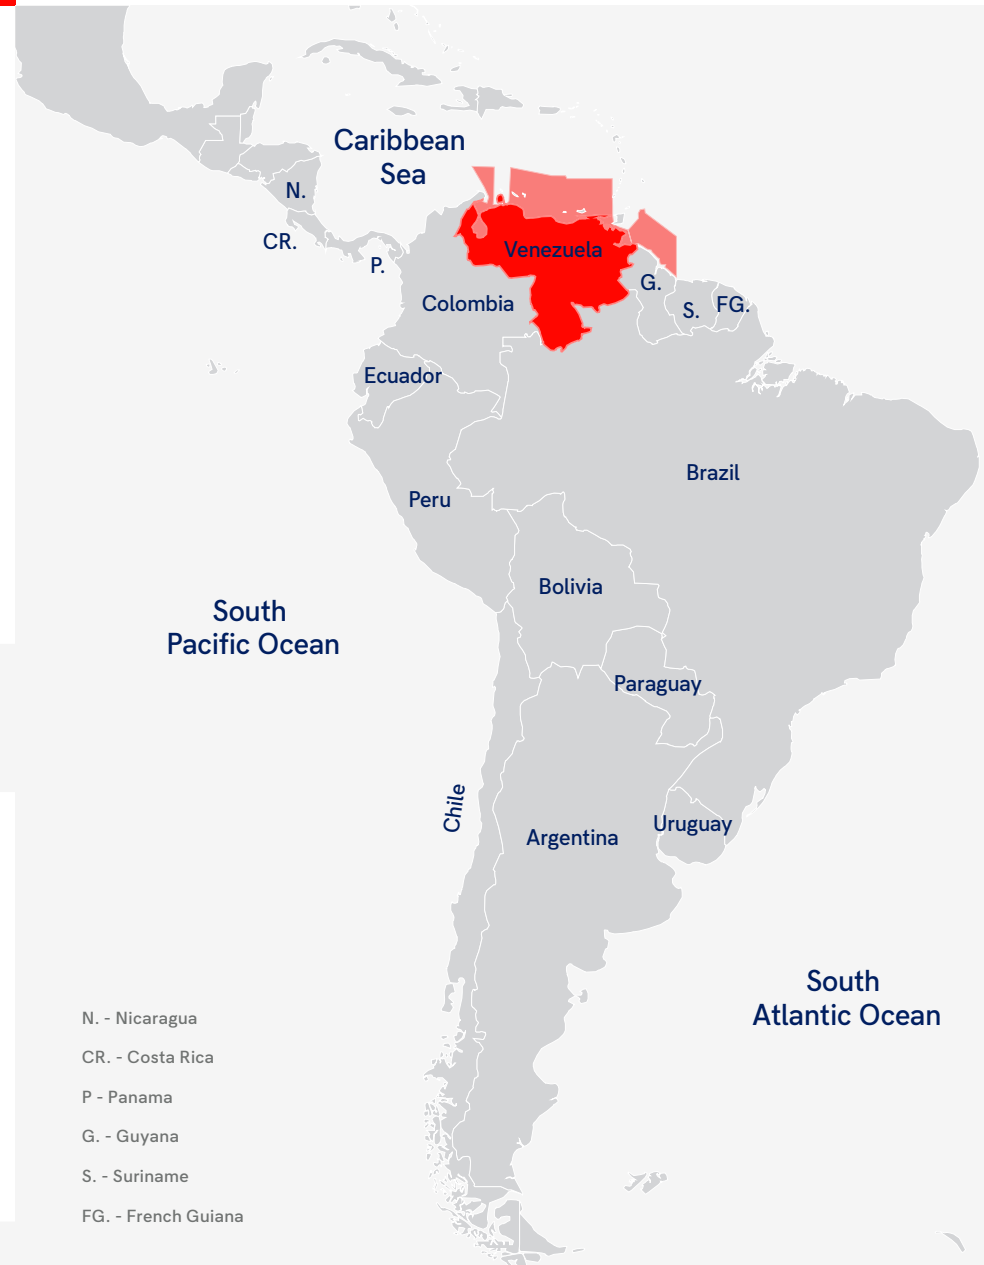 Caribbean
Sea
N.
CR.
P.
Venezuela
G.
S.
FG.
Colombia
Ecuador
Brazil
Peru
Bolivia
South
Pacific Ocean
Paraguay
Chile
Uruguay
Argentina
South
Atlantic Ocean
N. - Nicaragua
CR. - Costa Rica
P - Panama
G. - Guyana
S. - Suriname
FG. - French Guiana